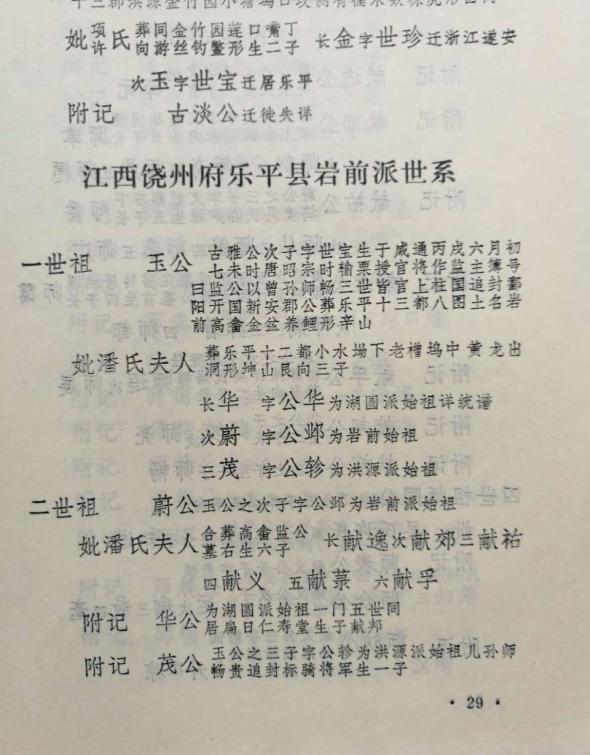 十三都洪源金竹园小塘坞口坟
妣项氏葬同金竹园莲口嘴丁
许 向游丝钓鳖形生二子 长金字世珍迁浙江遂安
次玉字世宝迁居乐平
附记 古淡公迁徙失详
江西饶州府乐平县岩前派世系
一世祖 玉公 古雅公次子字世宝生于咸通丙戌六月初
七未时唐昭宗时输粟授官将作监主簿号
曰监公以曾孙师畅三世皆官上柱国追封鄱
阳开国新安郡公葬乐平十三都八图土名岩
前高畲金盆养鲤形辛山
妣潘氏夫人 葬乐平十二都小水塌下老槽坞中黄龙出
洞形坤山艮向三子
长华 字公华为湖圆派始祖详统谱
次蔚 字公邺为岩前始祖
三茂 字公轸为洪源派始祖
二世祖 蔚公玉公之次子字公邺为岩前派始祖
妣潘氏夫人合葬高畲监公 长献逸次献郊三献祐
墓右生六子
四献义 五献菉 六献孚
附记 华公为湖圆派始祖一门五世同
居扁日仁寿堂生子献邦
附记 茂公 玉公之三子字公轸为洪源派始祖儿孙师
畅贵追封标骑将军生一子
·29·